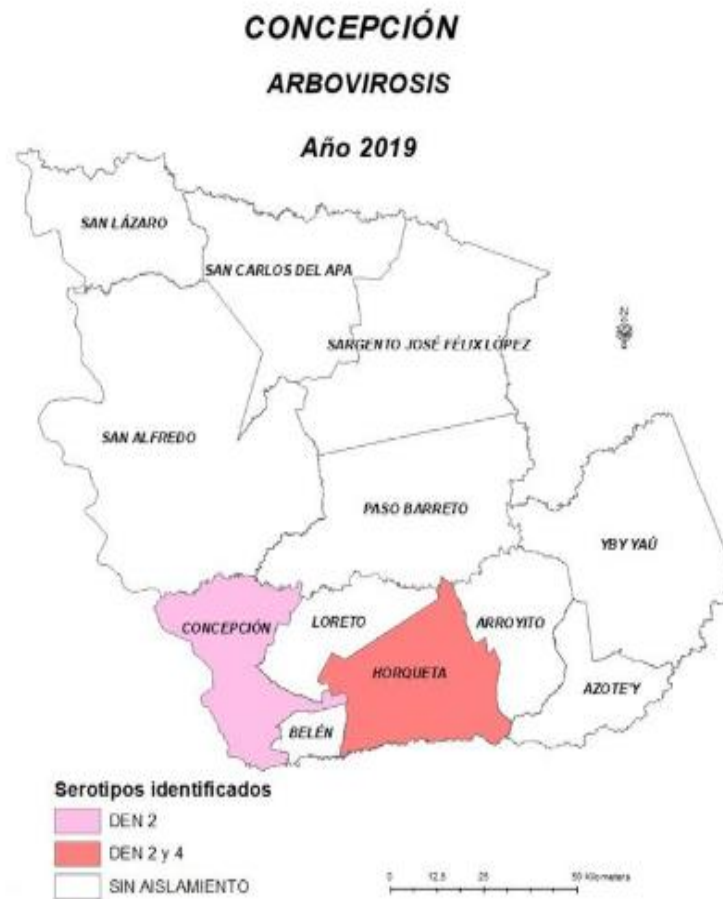 CONCEPCIÓN
ARBOVIROSIS
Año 2019
SAN LÁZARO
SAN CARLOS DEL APA
SARGENTO JOSÉ FÉLIX LÓPEZ
SAN ALFREDO
PASO BARRETO
YBY YAÚ
CONCEPCIÓN
LORETO
ARROYITO
HORQUETA
AZOTE'Y
BELÉN
Serotipos identificados
DEN 2
DEN 2 y 4
SIN AISLAMIENTO
0 12.5 25 50 Kilometers